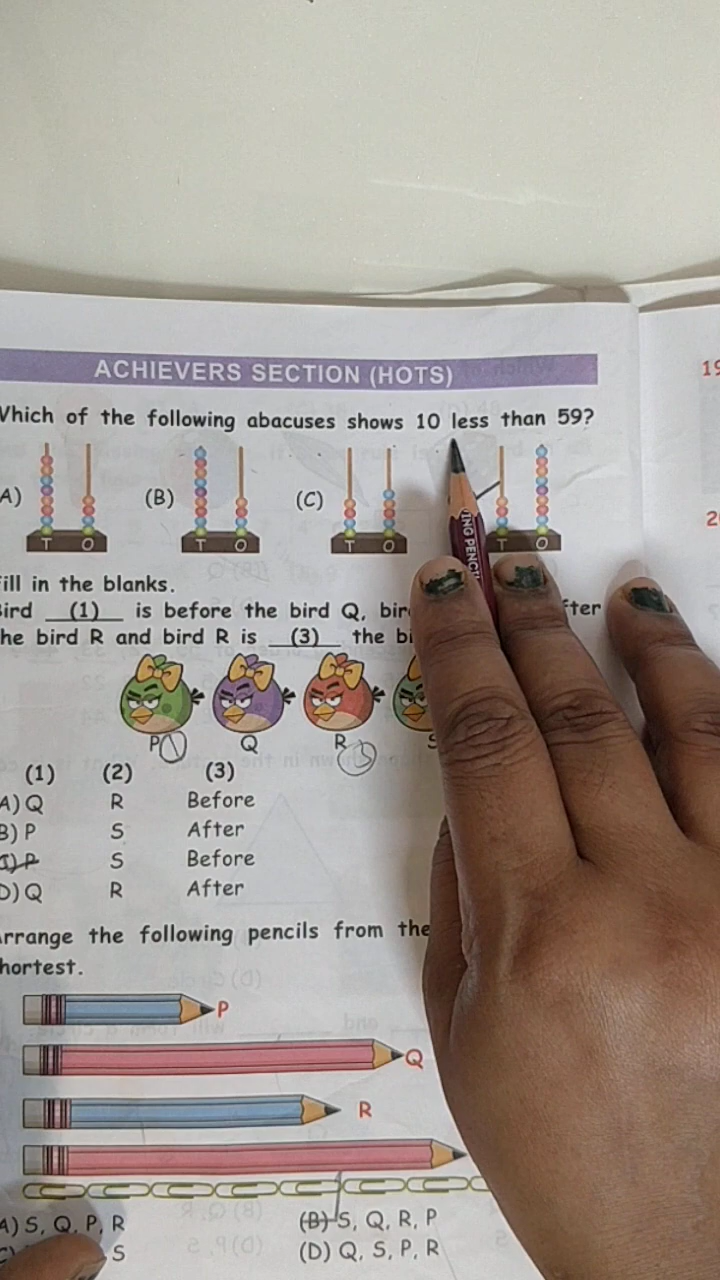 ACHIEVERS SECTION (HOTS)
Which of the following abacuses shows 10 less than 59?
A) T O (B) T O (C) T O T O
ill in the blanks.
ird (1) is before the bird Q, bir fter
he bird R and bird R is (3) the bi
P Q R S
(1) (2) (3)
A) Q R Before
B) P S After
C) P S Before
D) Q R After
rrange the following pencils from the
hortest.
P
Q
R
A) S, Q, P, R (B) S, Q, R, P
S (D) Q, S, P, R
19
2